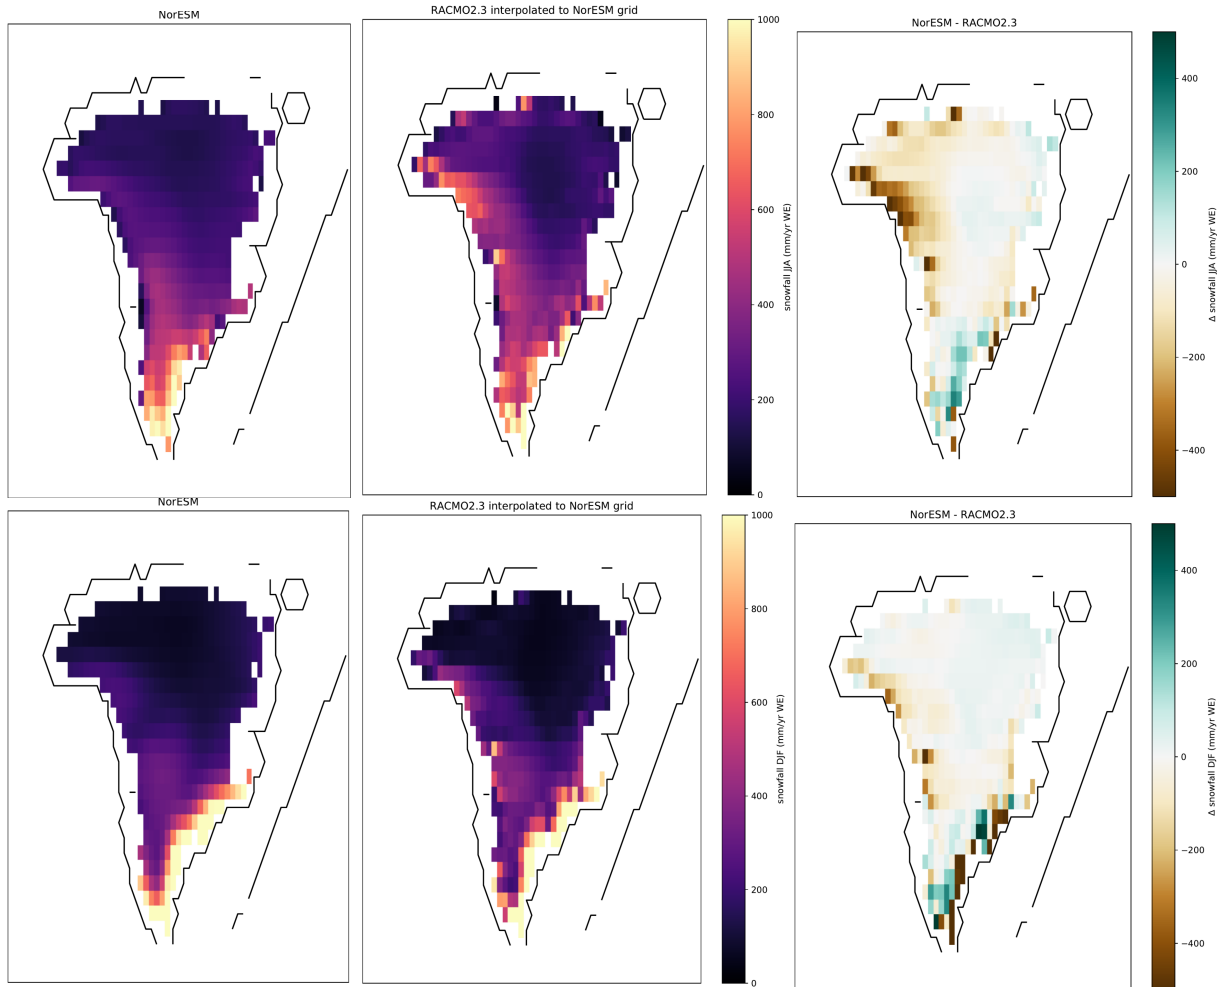 NorESM
RACMO2.3 interpolated to NorESM grid
NorESM - RACMO2.3
1000
800
600
400
200
0
snowfall JJA (mm/yr WE)
400
200
0
−200
−400
Δ snowfall JJA (mm/yr WE)
NorESM
RACMO2.3 interpolated to NorESM grid
NorESM - RACMO2.3
1000
800
600
400
200
0
snowfall DJF (mm/yr WE)
400
200
0
−200
−400
Δ snowfall DJF (mm/yr WE)